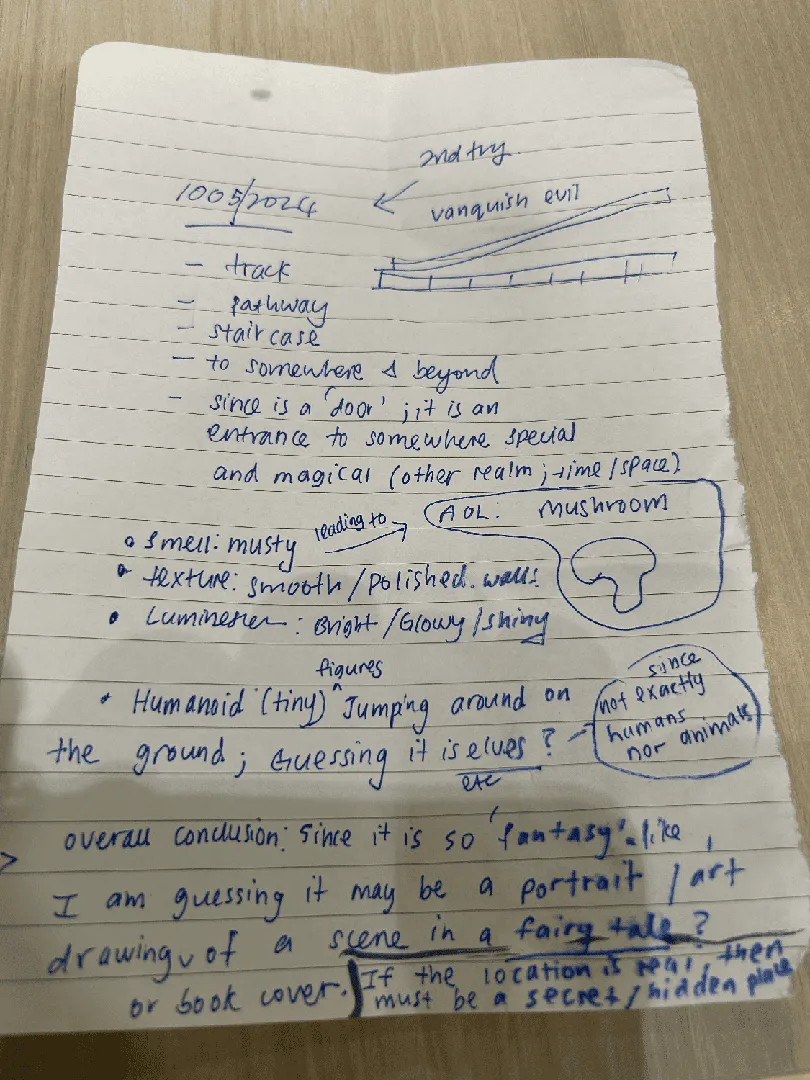 2nd try.
1005/2024
vanquish evil
- track
- Pathway
- staircase
- to somewhere & beyond
- since is a 'door'; it is an
entrance to somewhere special
and magical (other realm; time/space)
• Smell: musty
leading to
AOL: Mushroom
• texture: smooth/polished. walls
• : Bright/Glowy/shiny
figures
• Humanoid (tiny) ^ Jumping around on
the ground; Guessing it is elves?
etc
since
not exactly
humans
nor animals
overall conclusion: Since it is so 'fantasy'-like,
I am guessing it may be a portrait/art
drawing of a scene in a fairy tale?
or book cover.
If the location is real, then
must be a secret/hidden place